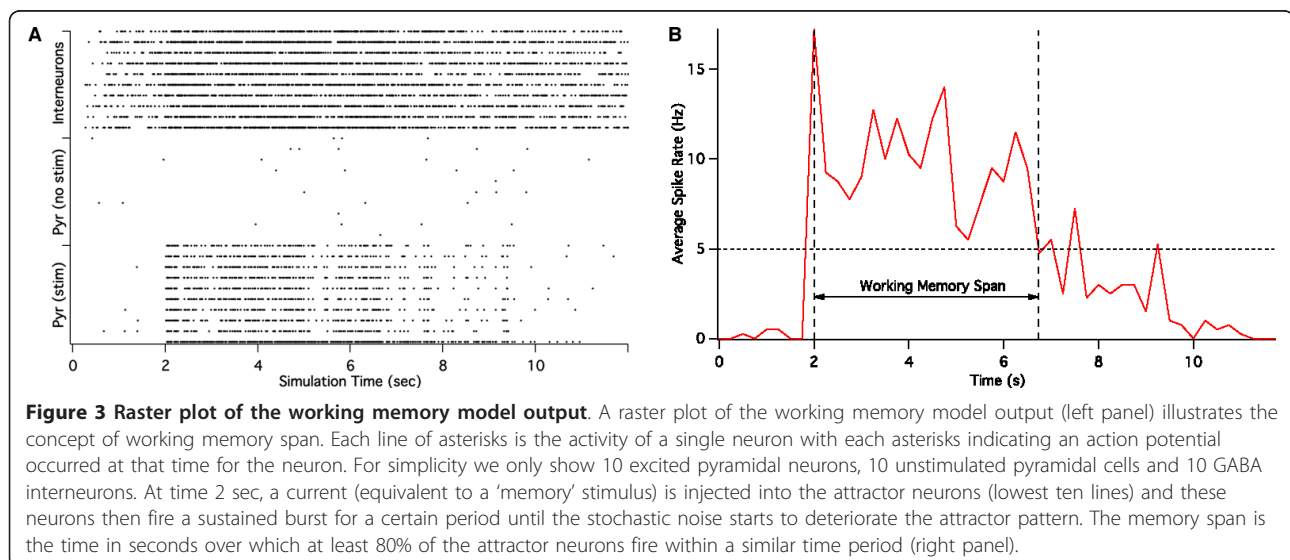 A
Interneurons
Pyr (no stim)
Pyr (stim)
0
2
4
6
8
10
Simulation Time (sec)
B
Average Spike Rate (Hz)
15
10
5
0
Working Memory Span
0
2
4
6
8
10
Time (s)
Figure 3 Raster plot of the working memory model output. A raster plot of the working memory model output (left panel) illustrates the
concept of working memory span. Each line of asterisks is the activity of a single neuron with each asterisks indicating an action potential
occurred at that time for the neuron. For simplicity we only show 10 excited pyramidal neurons, 10 unstimulated pyramidal cells and 10 GABA
interneurons. At time 2 sec, a current (equivalent to a 'memory' stimulus) is injected into the attractor neurons (lowest ten lines) and these
neurons then fire a sustained burst for a certain period until the stochastic noise starts to deteriorate the attractor pattern. The memory span is
the time in seconds over which at least 80% of the attractor neurons fire within a similar time period (right panel).